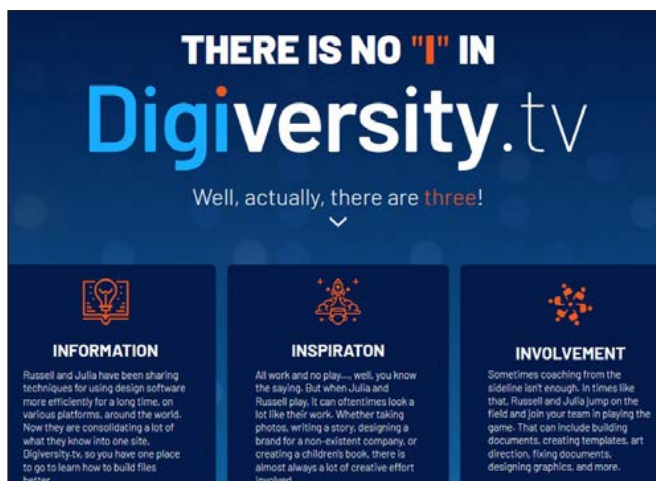 THERE IS NO "I" IN
Digiversity.tv
Well, actually, there are three!
INFORMATION
Russell and Julia have been sharing
techniques for using design software
more efficiently for a long time, on
various platforms, around the world.
Now they are consolidating a lot of
what they know into one site,
Digiversity.tv, so you have one place
to go to learn how to build files
better.
INSPIRATON
All work and no play...., well, you know
the saying. But when Julia and
Russell play, it can oftentimes look a
lot like their work. Whether taking
photos, writing a story, designing a
brand for a non-existent company, or
creating a children's book, there is
almost always a lot of creative effort
involved.
INVOLVEMENT
Sometimes coaching from the
sideline isn't enough. In times like
that, Russell and Julia jump on the
field and join your team in playing the
game. That can include building
documents, creating templates, art
direction, fixing documents,
designing graphics, and more.